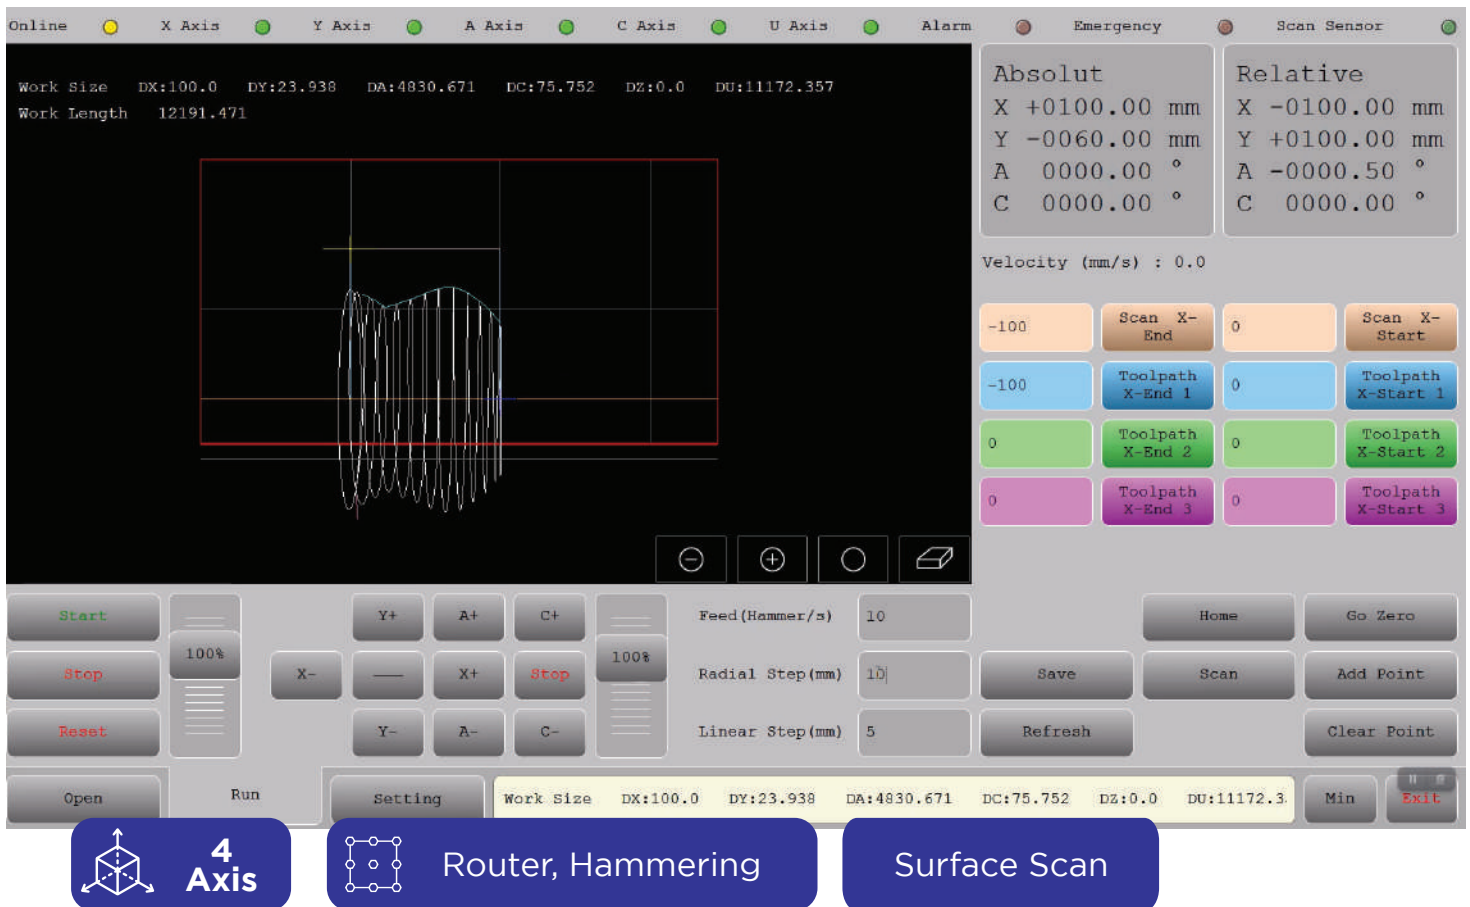 Online X Axis Y Axis A Axis C Axis U Axis Alarm Emergency Scan Sensor
Work Size DX:100.0 DY:23.938 DA:4830.671 DC:75.752 DZ:0.0 DU:11172.357
Work Length 12191.471
Absolut
X +0100.00 mm
Y -0060.00 mm
A 0000.00 °
C 0000.00 °
Relative
X -0100.00 mm
Y +0100.00 mm
A -0000.50 °
C 0000.00 °
Velocity (mm/s) : 0.0
-100 Scan X-End 0 Scan X-Start
-100 Toolpath X-End 1 0 Toolpath X-Start 1
0 Toolpath X-End 2 0 Toolpath X-Start 2
0 Toolpath X-End 3 0 Toolpath X-Start 3
Start Y+ A+ C+ Feed(Hammer/s) 10 Home Go Zero
100% 100%
Stop X- X+ Stop Radial Step(mm) 10 Save Scan Add Point
Reset Y- A- C- Linear Step(mm) 5 Refresh Clear Point
Open Run Setting Work Size DX:100.0 DY:23.938 DA:4830.671 DC:75.752 DZ:0.0 DU:11172.3 Min Exit
4
Axis
Router, Hammering
Surface Scan